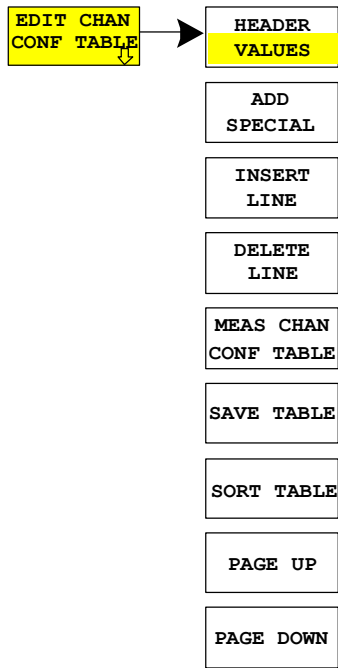 EDIT CHAN
CONF TABLE
HEADER
VALUES
ADD
SPECIAL
INSERT
LINE
DELETE
LINE
MEAS CHAN
CONF TABLE
SAVE TABLE
SORT TABLE
PAGE UP
PAGE DOWN